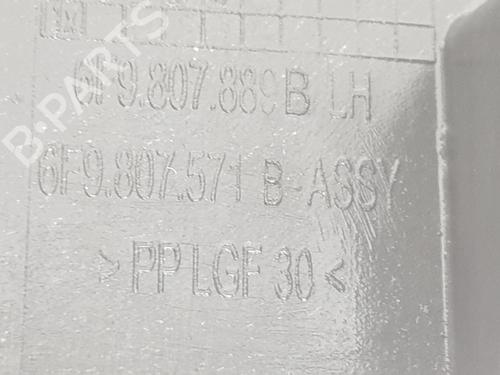 6F9.807.889 B LH
6F9.807.571 B-ASSY
>PP LGF 30<
B-PARTS